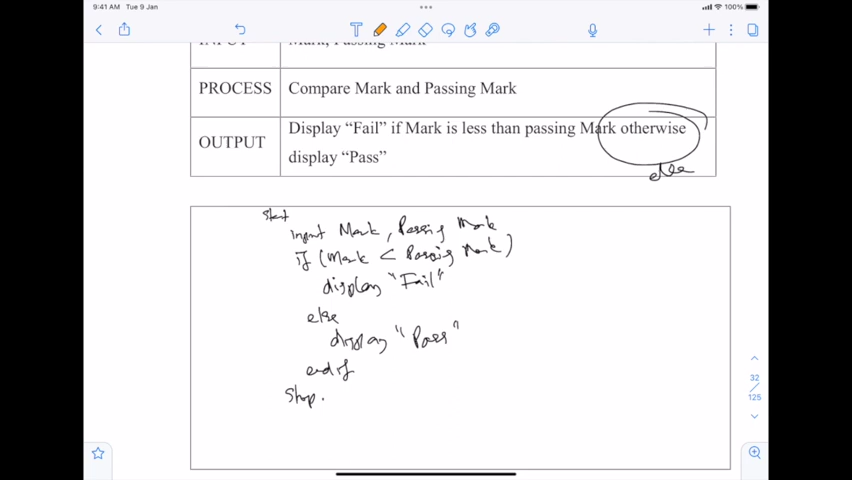 9:41 AM Tue 9 Jan
100%
INPUT Mark, Passing Mark
PROCESS Compare Mark and Passing Mark
OUTPUT Display “Fail” if Mark is less than passing Mark otherwise
display “Pass”
else
Start
input Mark, Passing Mark
if (Mark < Passing Mark)
display "Fail"
else
display "Pass"
end if
Stop.
32
125